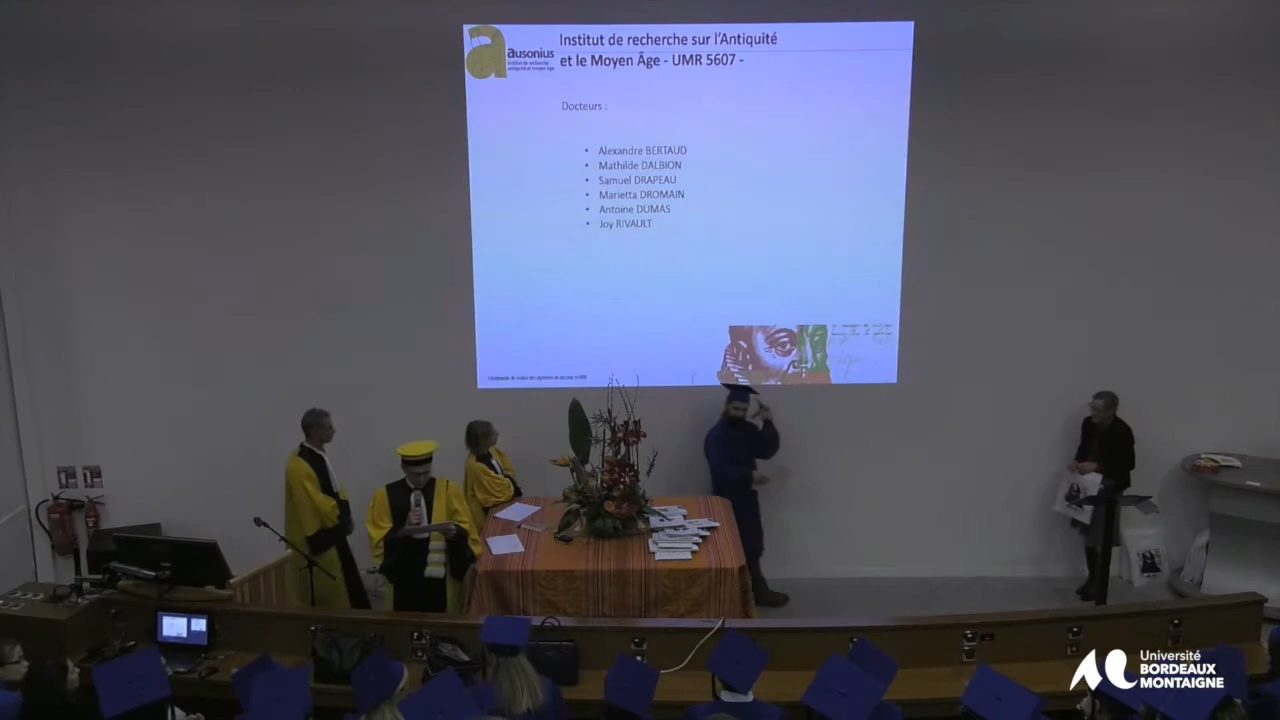 ausonius
Institut de recherche sur l'Antiquité
et le Moyen Âge - UMR 5607 -
Docteurs :
• Alexandre BERTAUD
• Mathilde DALBION
• Samuel DRAPEAU
• Marietta DROMAIN
• Antoine DUMAS
• Joy RIVAULT
Université
BORDEAUX
MONTAIGNE